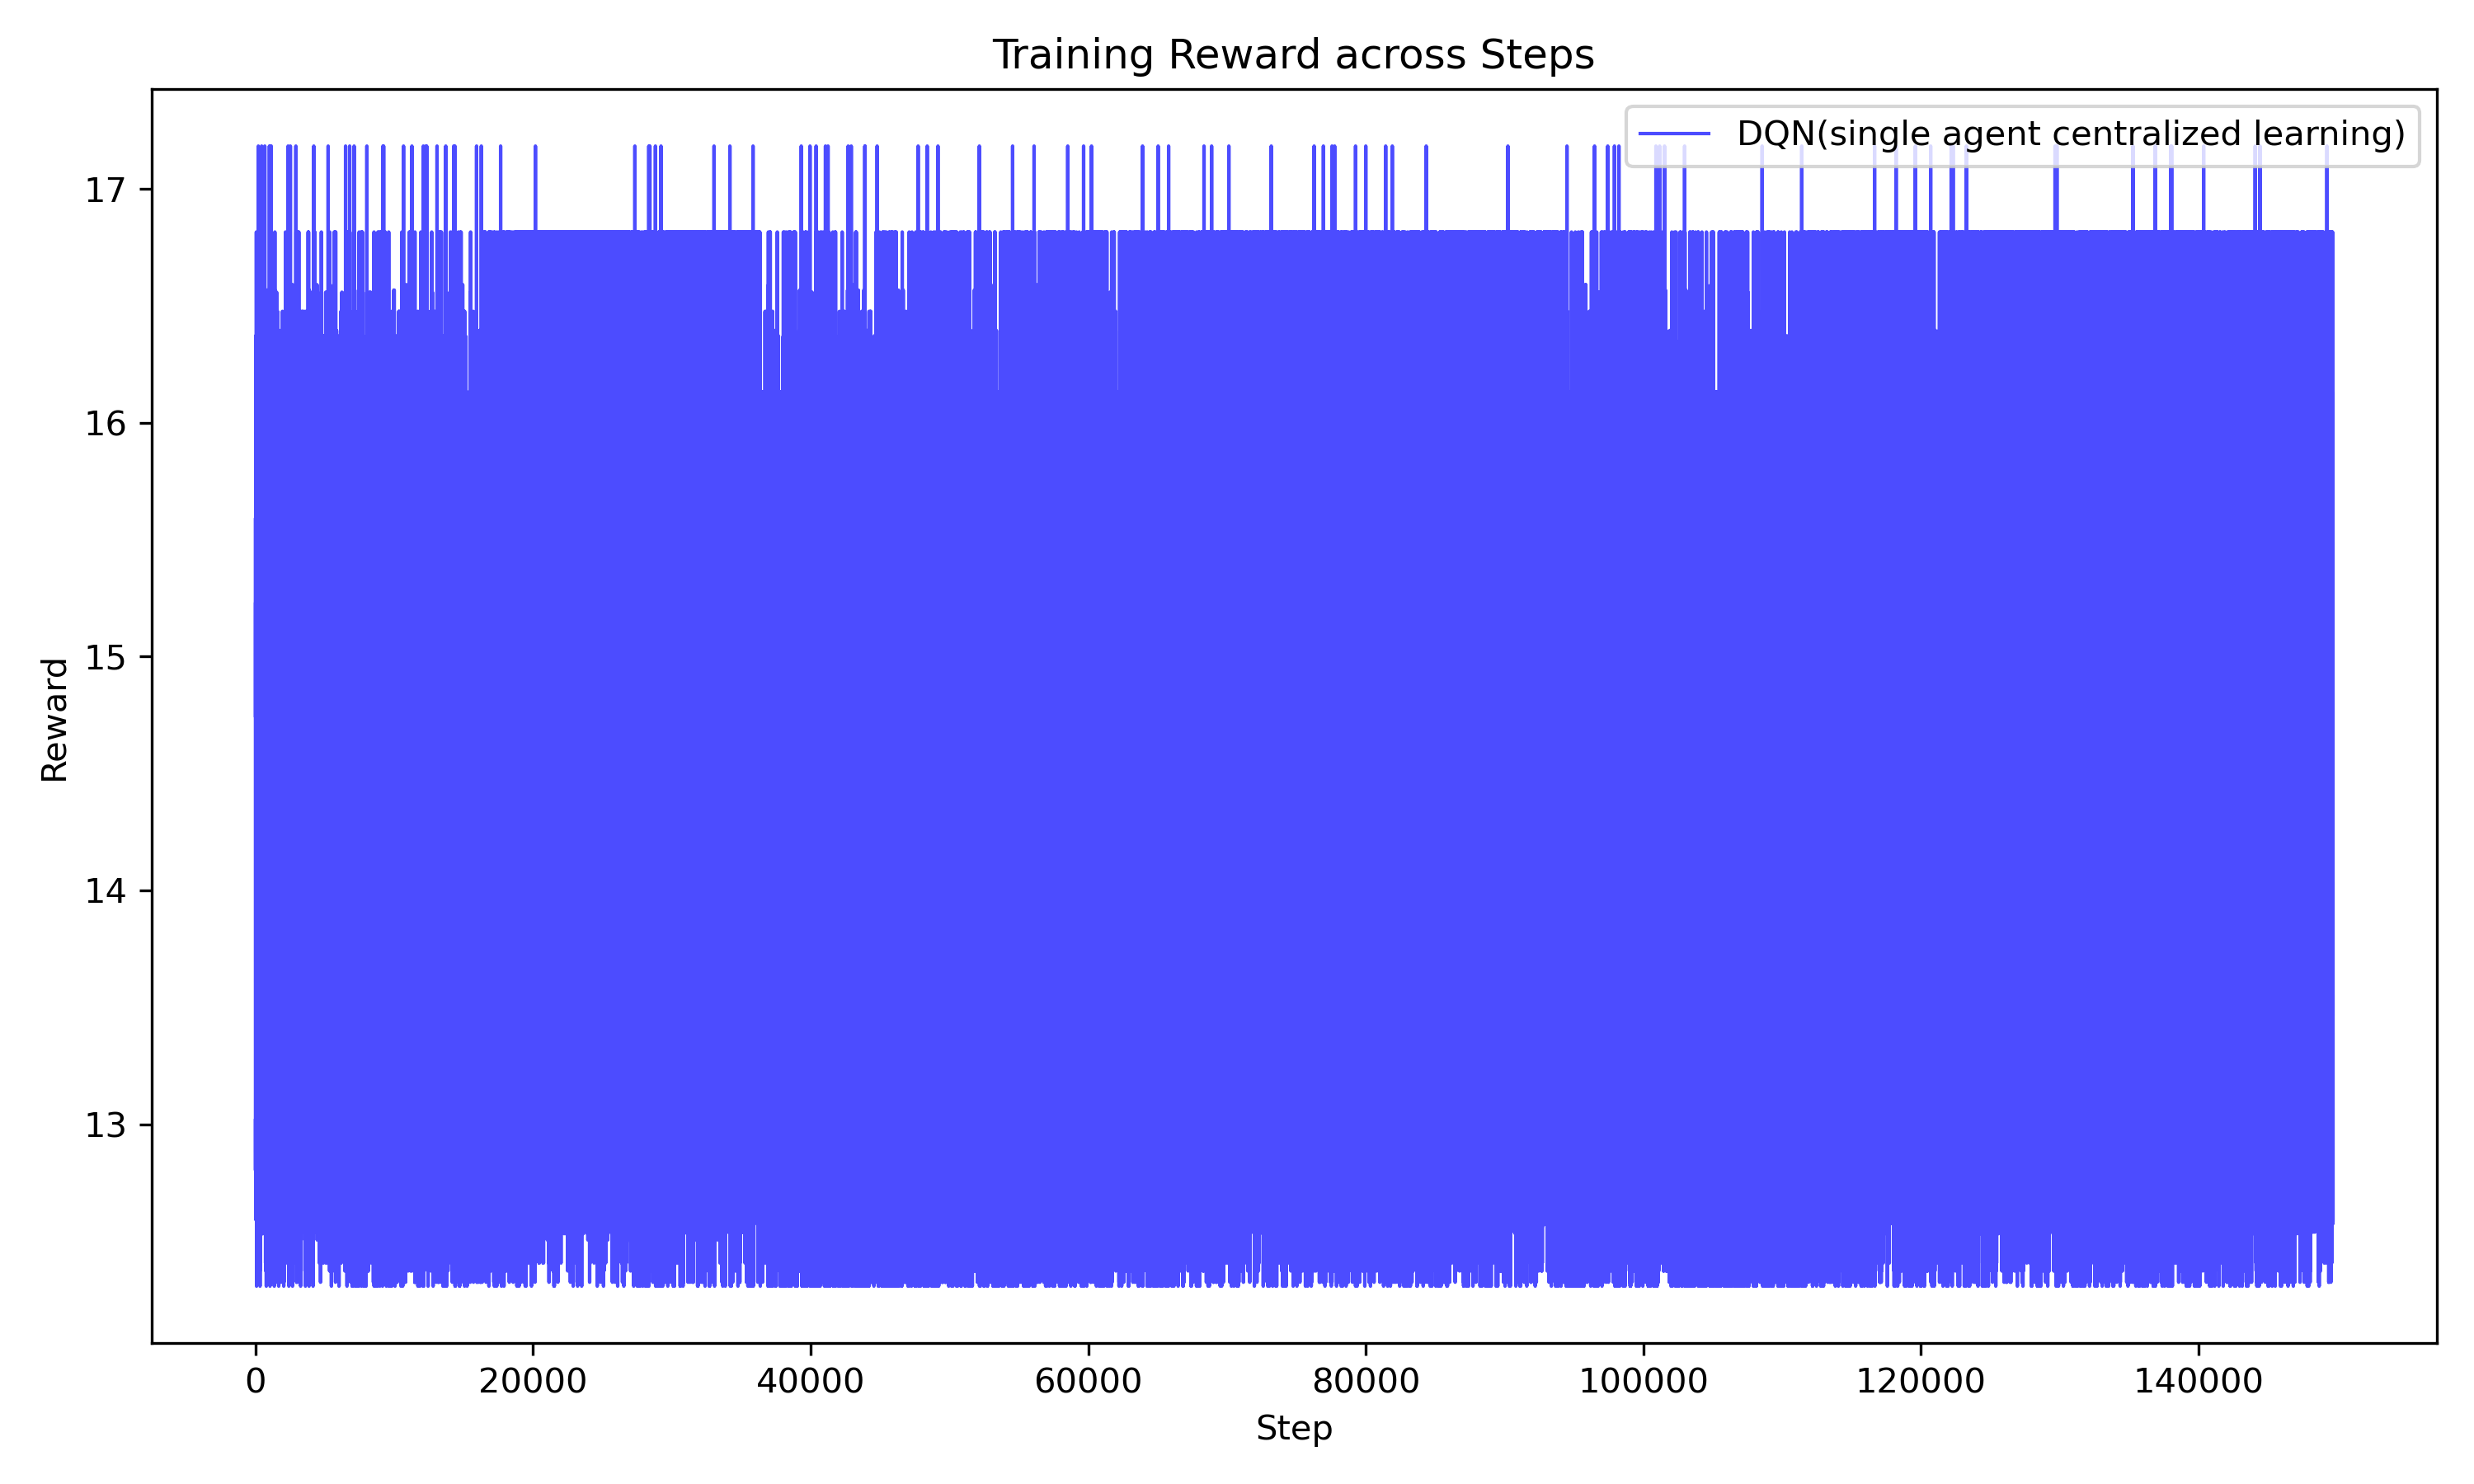 Training Reward across Steps
DQN(single agent centralized learning)
17
16
15
14
13
Reward
0 20000 40000 60000 80000 100000 120000 140000
Step